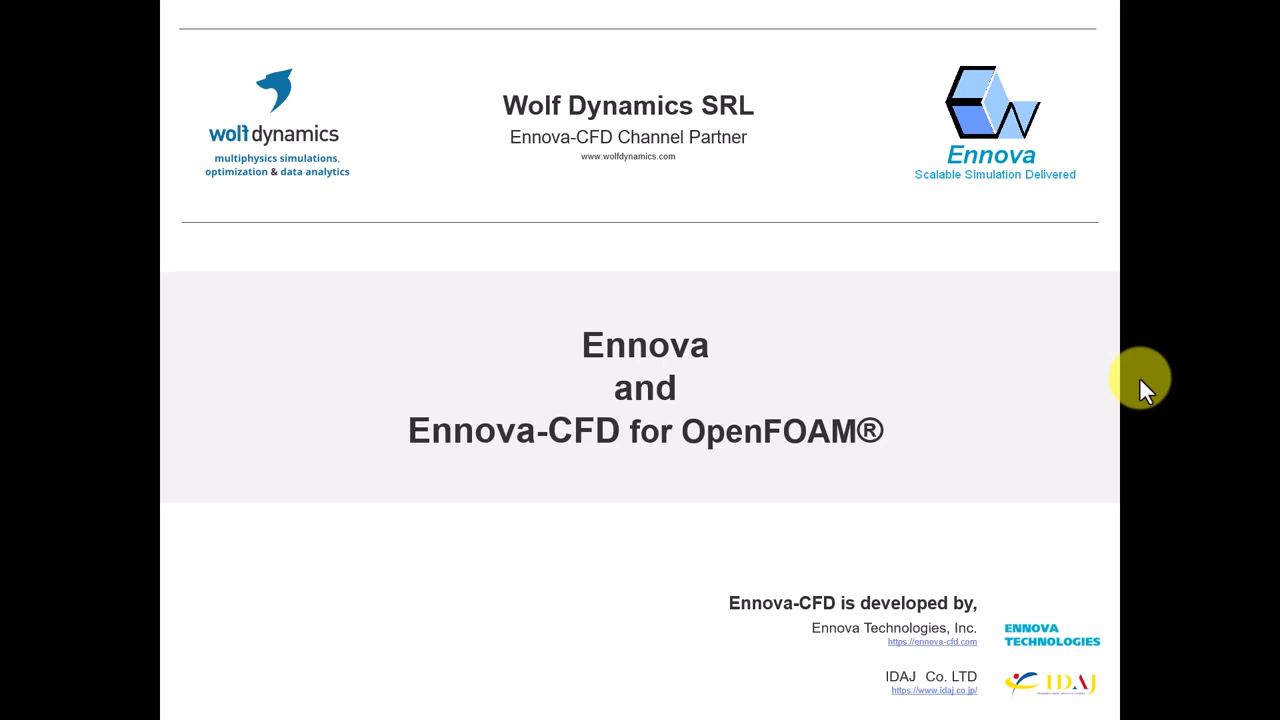 wolf dynamics
multiphysics simulations,
optimization & data analytics
Wolf Dynamics SRL
Ennova-CFD Channel Partner
www.wolfdynamics.com
Ennova
Scalable Simulation Delivered
Ennova
and
Ennova-CFD for OpenFOAM®
Ennova-CFD is developed by,
Ennova Technologies, Inc.
https://ennova-cfd.com
ENNOVA
TECHNOLOGIES
IDAJ Co. LTD
https://www.idaj.co.jp/
IDAJ